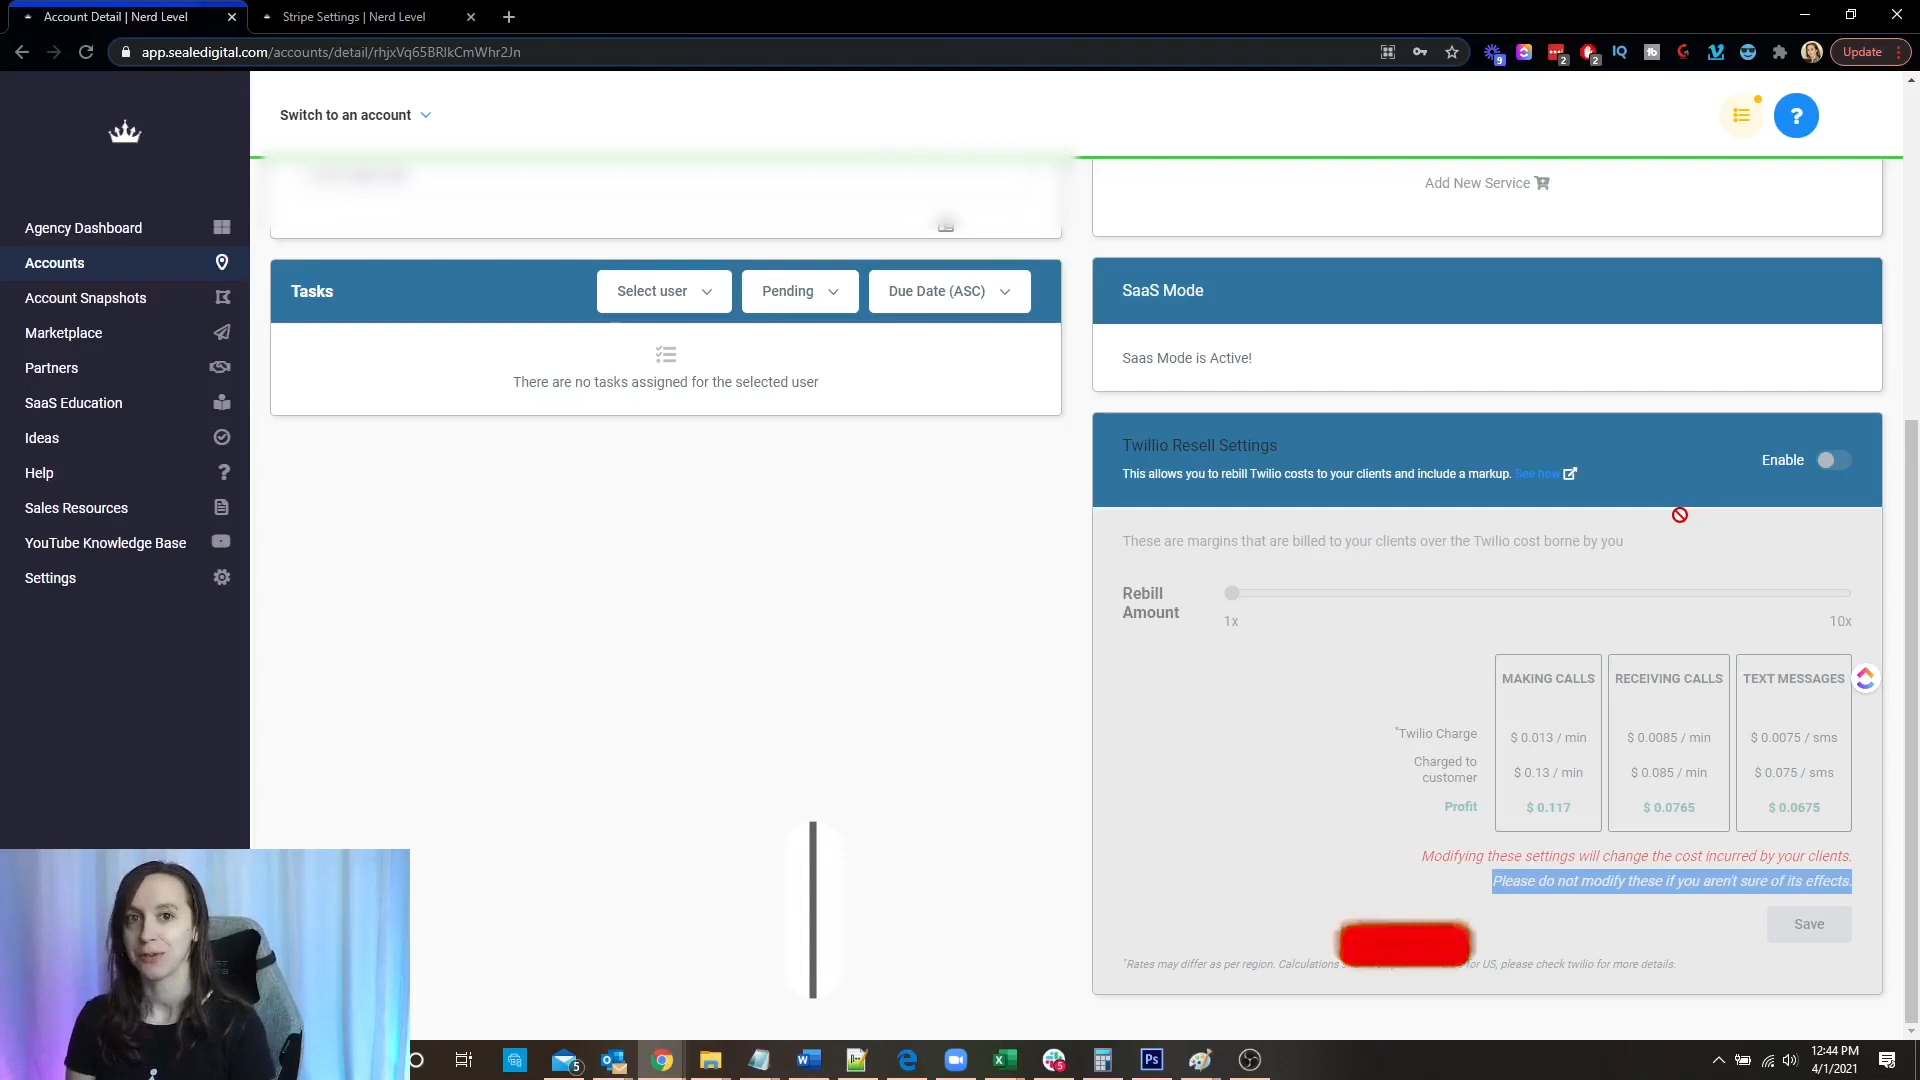 Account Detail | Nerd Level
Stripe Settings | Nerd Level
app.sealedigital.com/accounts/detail/rhjxVq65BRlkCmWhr2Jn
9
2
2
IQ
tb
Update
Switch to an account
?
Agency Dashboard
Accounts
Account Snapshots
Marketplace
Partners
SaaS Education
Ideas
Help
?
Sales Resources
YouTube Knowledge Base
Settings
Add New Service
Tasks
Select user
Pending
Due Date (ASC)
There are no tasks assigned for the selected user
SaaS Mode
Saas Mode is Active!
Twillio Resell Settings
This allows you to rebill Twilio costs to your clients and include a markup. See how
Enable
These are margins that are billed to your clients over the Twilio cost borne by you
Rebill
Amount
1x
10x
MAKING CALLS
RECEIVING CALLS
TEXT MESSAGES
*Twilio Charge
$ 0.013 / min
$ 0.0085 / min
$ 0.0075 / sms
Charged to
customer
$ 0.13 / min
$ 0.085 / min
$ 0.075 / sms
Profit
$ 0.117
$ 0.0765
$ 0.0675
Modifying these settings will change the cost incurred by your clients.
Please do not modify these if you aren't sure of its effects.
Save
*Rates may differ as per region. Calculations for US, please check twilio for more details.
5
5
Ps
12:44 PM
4/1/2021